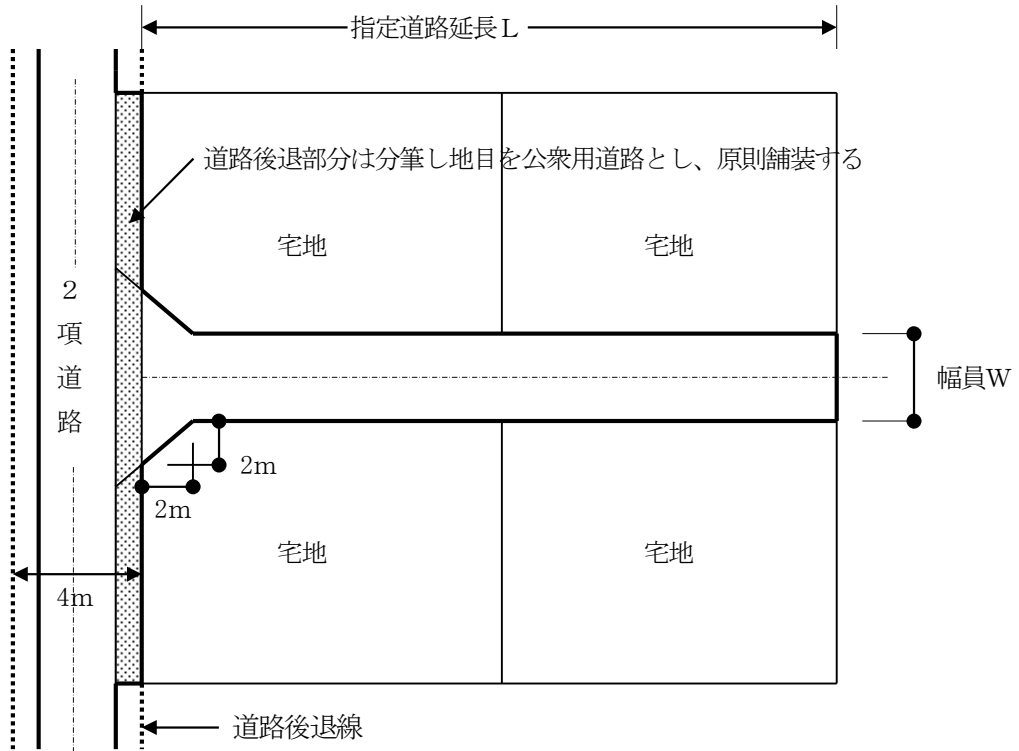 指定道路延長L
道路後退部分は分筆し地目を公衆用道路とし、原則舗装する
宅地
宅地
2項道路
幅員W
2m
2m
宅地
宅地
4m
道路後退線